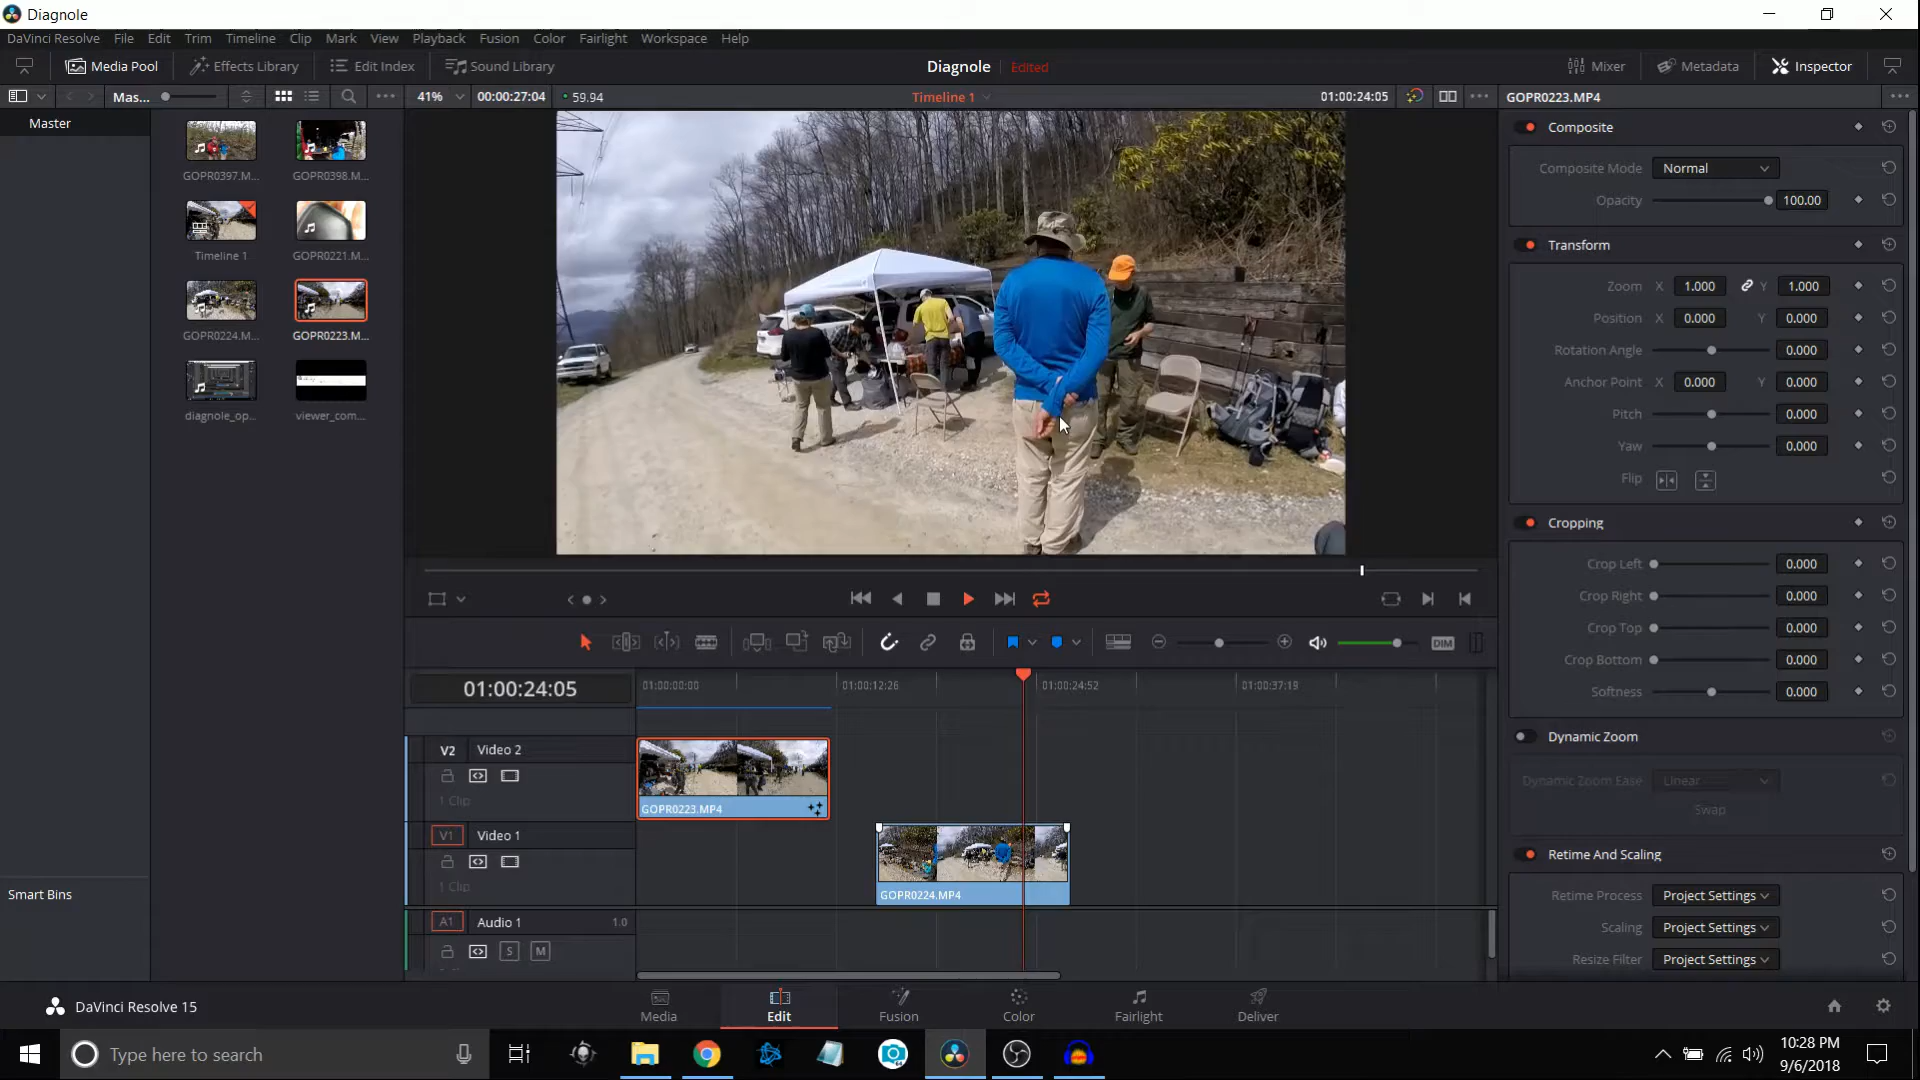 Diagnole
DaVinci Resolve File Edit Trim Timeline Clip Mark View Playback Fusion Color Fairlight Workspace Help
Media Pool Effects Library Edit Index Sound Library Diagnole Edited Mixer Metadata Inspector
Mas... 41% 00:00:27:04 59.94 Timeline 1 01:00:24:05 GOPR0223.MP4
Master
GOPR0397.M... GOPR0398.M...
Timeline 1 GOPR0221.M...
GOPR0224.M... GOPR0223.M...
diagnole_op... viewer_com...
Composite
Composite Mode Normal
Opacity 100.00
Transform
Zoom X 1.000 Y 1.000
Position X 0.000 Y 0.000
Rotation Angle 0.000
Anchor Point X 0.000 Y 0.000
Pitch 0.000
Yaw 0.000
Flip
Cropping
Crop Left 0.000
Crop Right 0.000
Crop Top 0.000
Crop Bottom 0.000
Softness 0.000
Dynamic Zoom
Dynamic Zoom Ease Linear
Swap
Retime And Scaling
Retime Process Project Settings
Scaling Project Settings
Resize Filter Project Settings
DIM
01:00:24:05 01:00:00:00 01:00:12:26 01:00:24:52 01:00:37:19
V2 Video 2
1 Clip
GOPR0223.MP4
V1 Video 1
1 Clip
GOPR0224.MP4
A1 Audio 1 1.0
S M
Smart Bins
DaVinci Resolve 15
Media Edit Fusion Color Fairlight Deliver
Type here to search
10:28 PM
9/6/2018